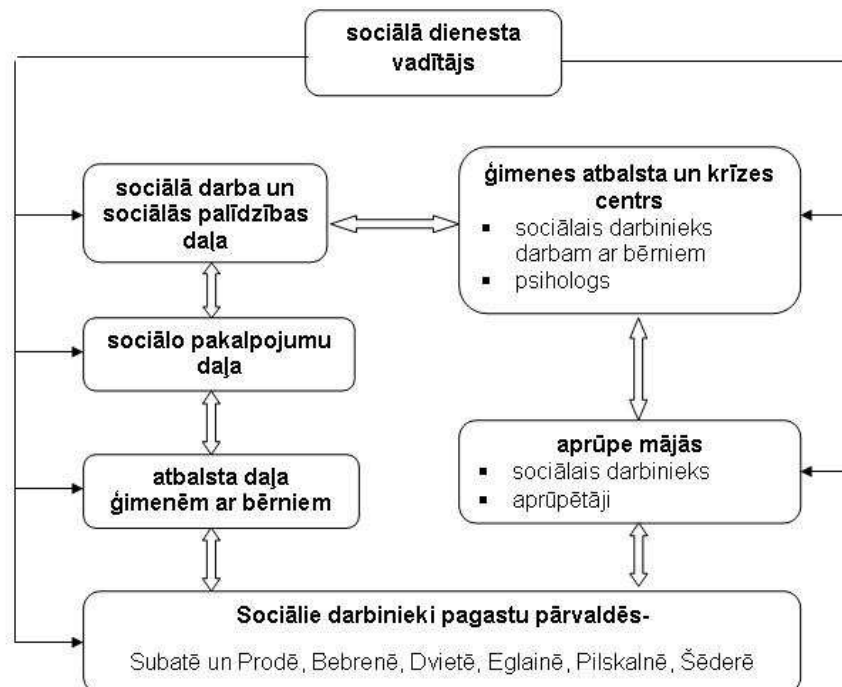 sociālā dienesta
vadītājs
sociālā darba un
sociālās palīdzības
daļa
ģimenes atbalsta un krīzes
centrs
▪ sociālais darbinieks
darbam ar bērniem
▪ psihologs
sociālo pakalpojumu
daļa
atbalsta daļa
ģimenēm ar bērniem
aprūpe mājās
▪ sociālais darbinieks
▪ aprūpētāji
Sociālie darbinieki pagastu pārvaldēs-
Subatē un Prodē, Bebrenē, Dvietē, Eglainē, Pilskalnē, Šēderē